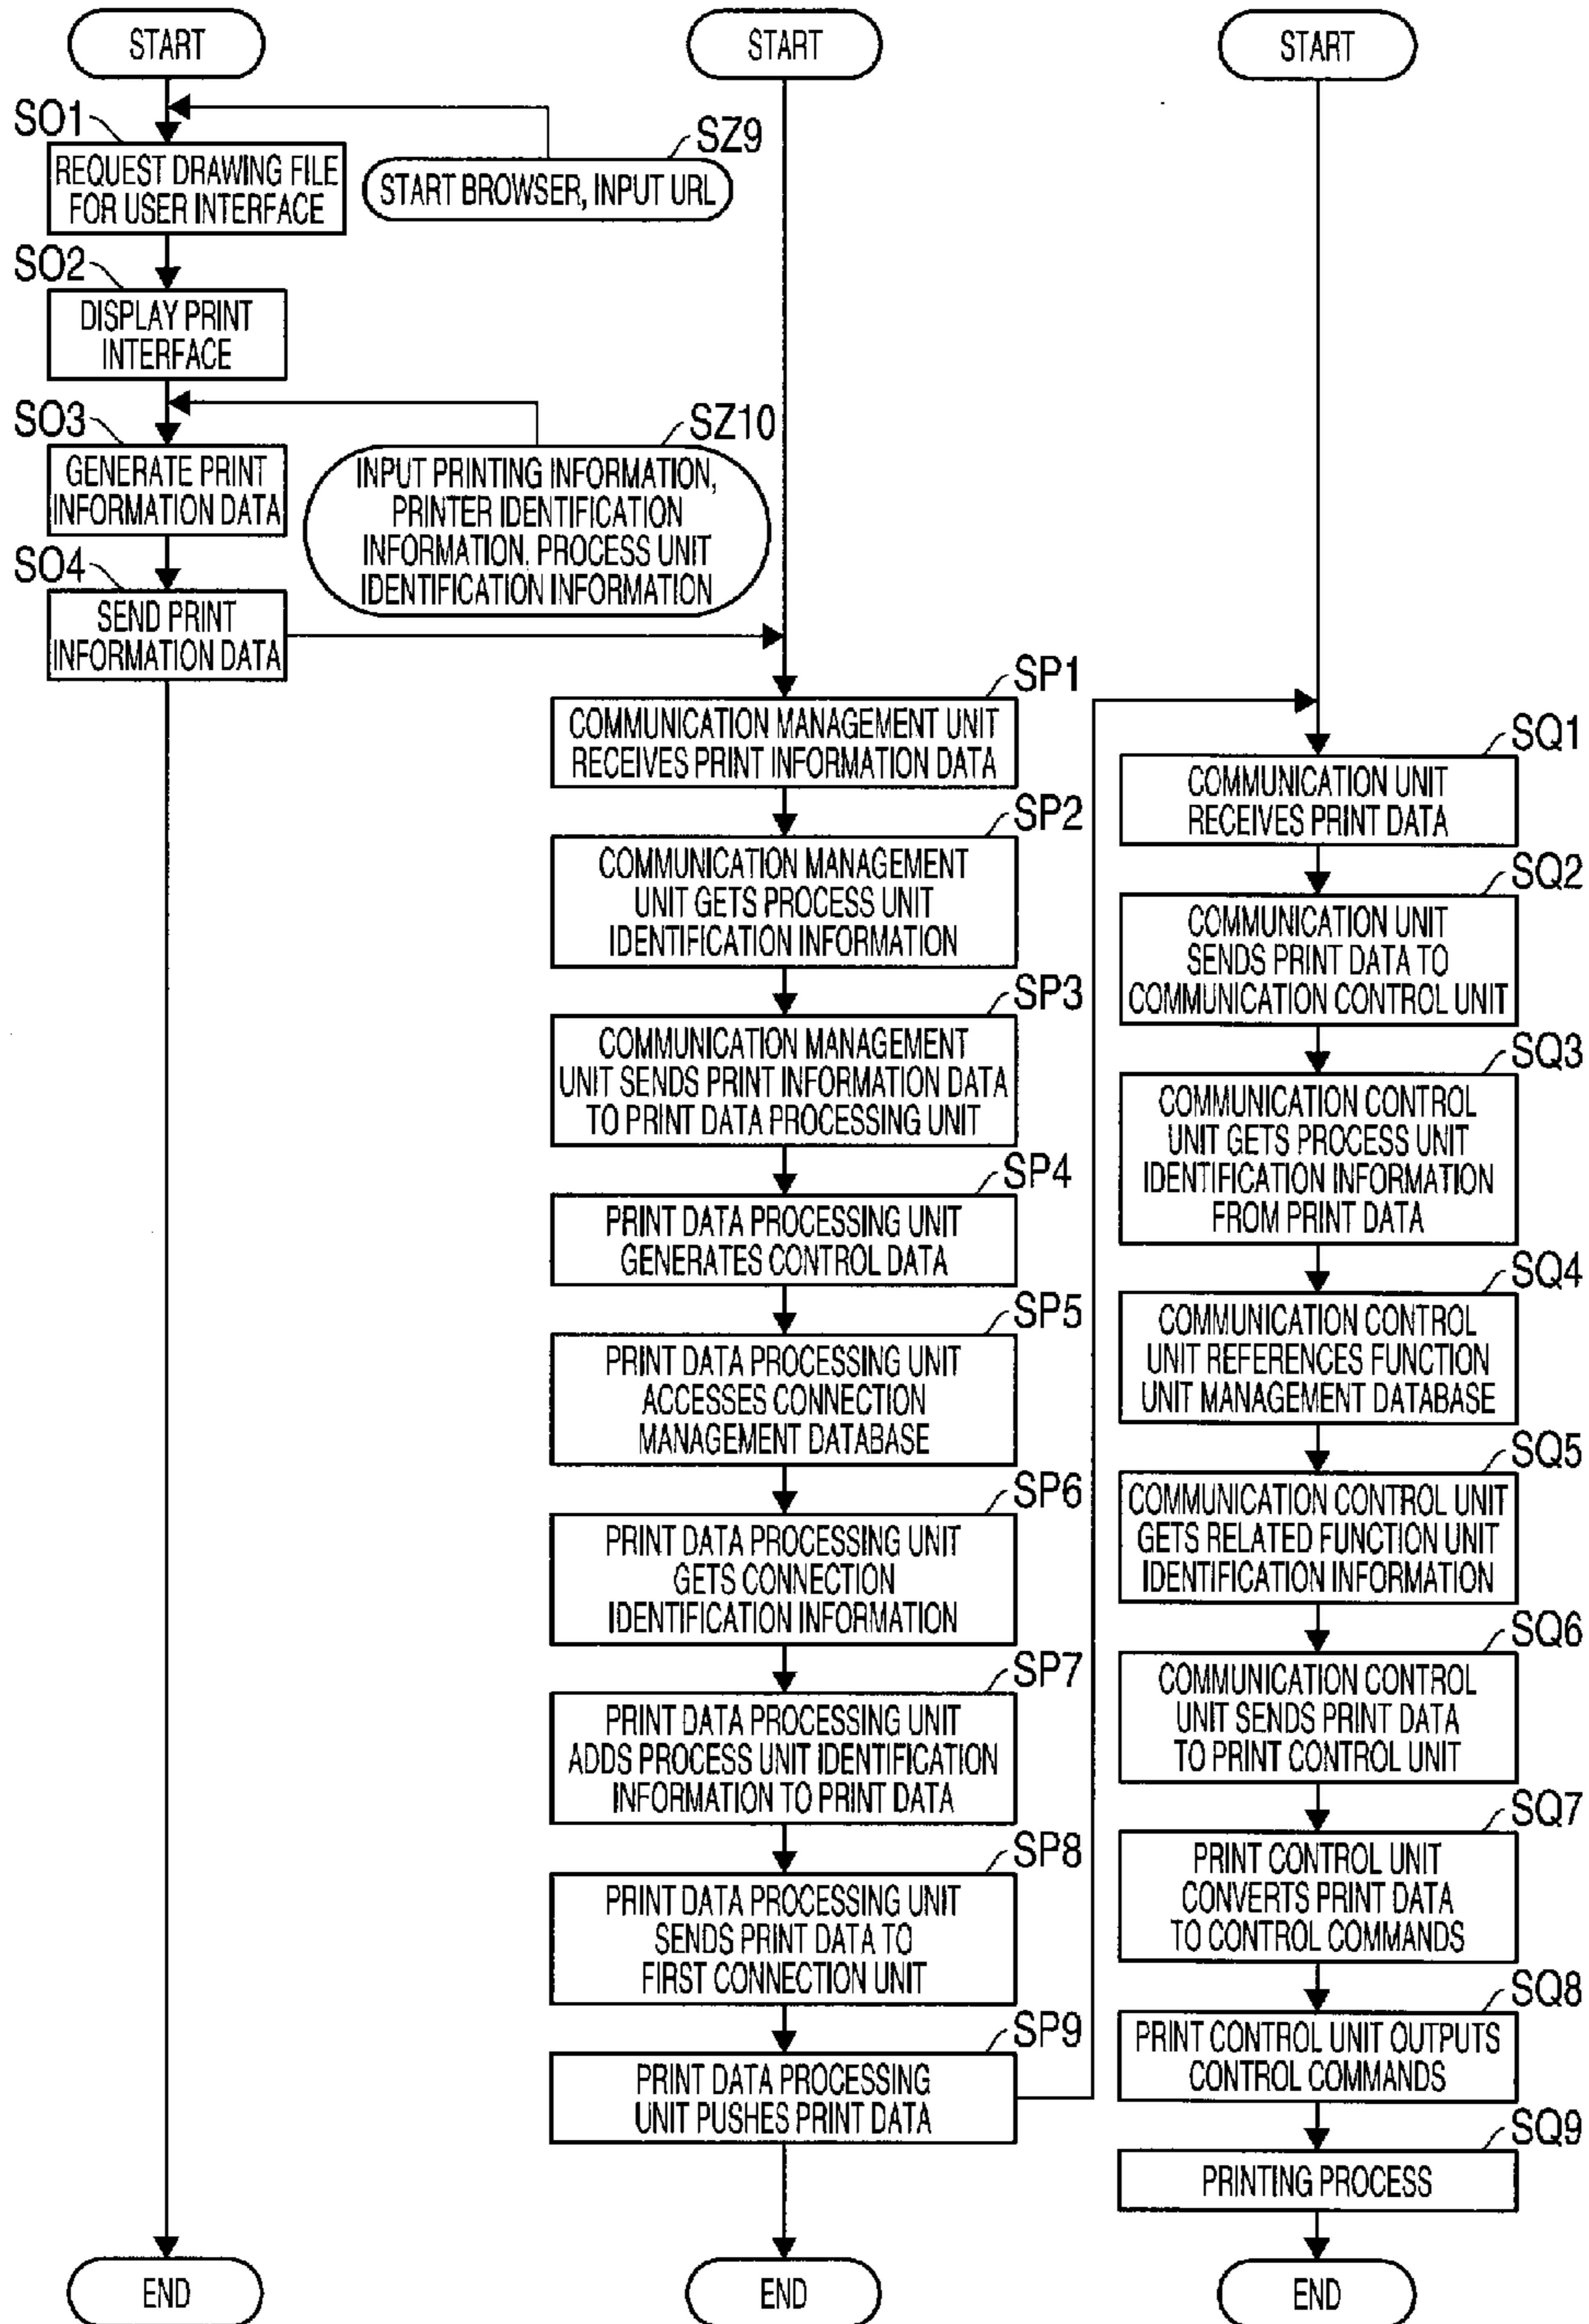 START
SO1
REQUEST DRAWING FILE
FOR USER INTERFACE
SZ9
START BROWSER, INPUT URL
SO2
DISPLAY PRINT
INTERFACE
SO3
GENERATE PRINT
INFORMATION DATA
SZ10
INPUT PRINTING INFORMATION,
PRINTER IDENTIFICATION
INFORMATION, PROCESS UNIT
IDENTIFICATION INFORMATION
SO4
SEND PRINT
INFORMATION DATA
END
START
SP1
COMMUNICATION MANAGEMENT UNIT
RECEIVES PRINT INFORMATION DATA
SP2
COMMUNICATION MANAGEMENT
UNIT GETS PROCESS UNIT
IDENTIFICATION INFORMATION
SP3
COMMUNICATION MANAGEMENT
UNIT SENDS PRINT INFORMATION DATA
TO PRINT DATA PROCESSING UNIT
SP4
PRINT DATA PROCESSING UNIT
GENERATES CONTROL DATA
SP5
PRINT DATA PROCESSING UNIT
ACCESSES CONNECTION
MANAGEMENT DATABASE
SP6
PRINT DATA PROCESSING UNIT
GETS CONNECTION
IDENTIFICATION INFORMATION
SP7
PRINT DATA PROCESSING UNIT
ADDS PROCESS UNIT IDENTIFICATION
INFORMATION TO PRINT DATA
SP8
PRINT DATA PROCESSING UNIT
SENDS PRINT DATA TO
FIRST CONNECTION UNIT
SP9
PRINT DATA PROCESSING
UNIT PUSHES PRINT DATA
END
START
SQ1
COMMUNICATION UNIT
RECEIVES PRINT DATA
SQ2
COMMUNICATION UNIT
SENDS PRINT DATA TO
COMMUNICATION CONTROL UNIT
SQ3
COMMUNICATION CONTROL
UNIT GETS PROCESS UNIT
IDENTIFICATION INFORMATION
FROM PRINT DATA
SQ4
COMMUNICATION CONTROL
UNIT REFERENCES FUNCTION
UNIT MANAGEMENT DATABASE
SQ5
COMMUNICATION CONTROL UNIT
GETS RELATED FUNCTION UNIT
IDENTIFICATION INFORMATION
SQ6
COMMUNICATION CONTROL
UNIT SENDS PRINT DATA
TO PRINT CONTROL UNIT
SQ7
PRINT CONTROL UNIT
CONVERTS PRINT DATA
TO CONTROL COMMANDS
SQ8
PRINT CONTROL UNIT OUTPUTS
CONTROL COMMANDS
SQ9
PRINTING PROCESS
END